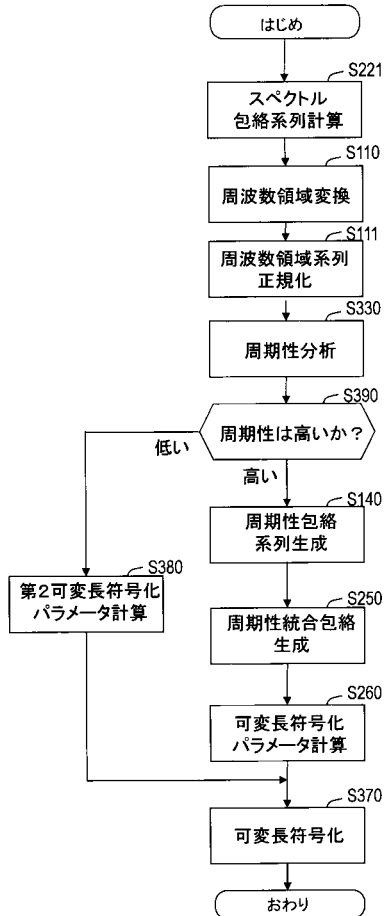 はじめ
S221
スペクトル
包絡系列計算
S110
周波数領域変換
S111
周波数領域系列
正規化
S330
周期性分析
S390
周期性は高いか?
低い
高い
S140
周期性包絡
系列生成
S380
第2可変長符号化
パラメータ計算
S250
周期性統合包絡
生成
S260
可変長符号化
パラメータ計算
S370
可変長符号化
おわり